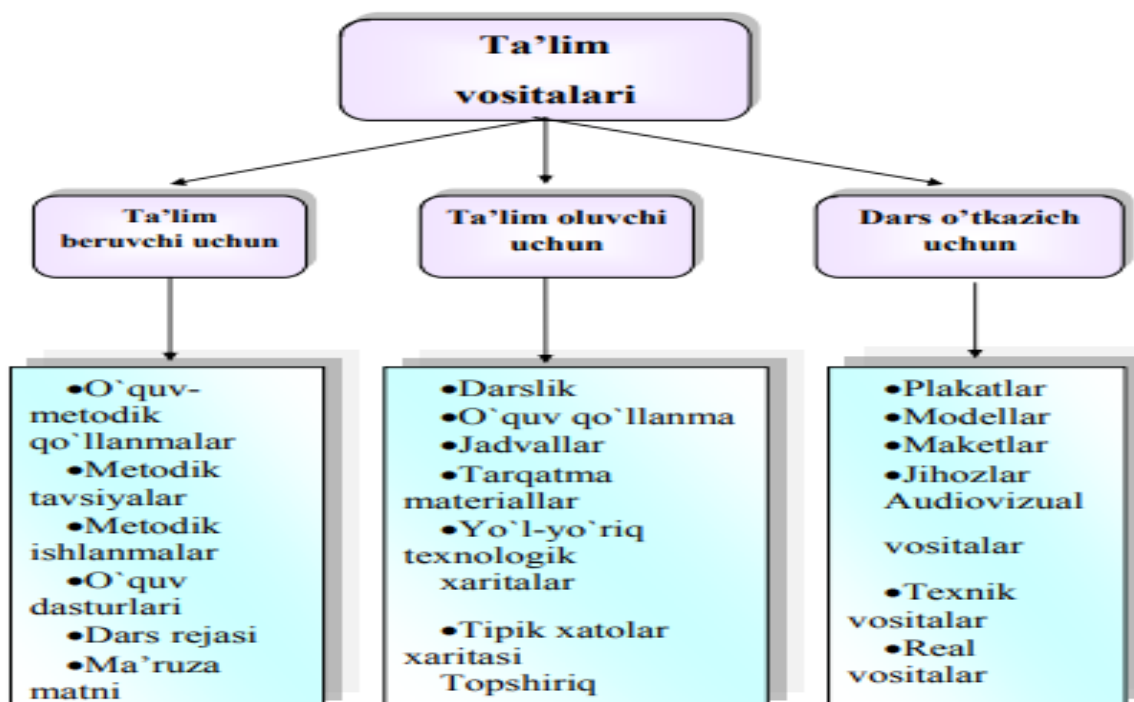 Ta’lim
vositalari
Ta’lim
beruvchi uchun
Ta’lim oluvchi
uchun
Dars o’tkazich
uchun
•O`quv-
metodik
qo`llanmalar
•Metodik
tavsiyalar
•Metodik
ishlanmalar
•O`quv
dasturlari
•Dars rejasi
•Ma’ruza
matni
•Darslik
•O`quv qo`llanma
•Jadvallar
•Tarqatma
materiallar
•Yo`l-yo`riq
texnologik
xaritalar
•Tipik xatolar
xaritasi
Topshiriq
•Plakatlar
•Modellar
•Maketlar
•Jihozlar
Audiovizual
vositalar
•Texnik
vositalar
•Real
vositalar